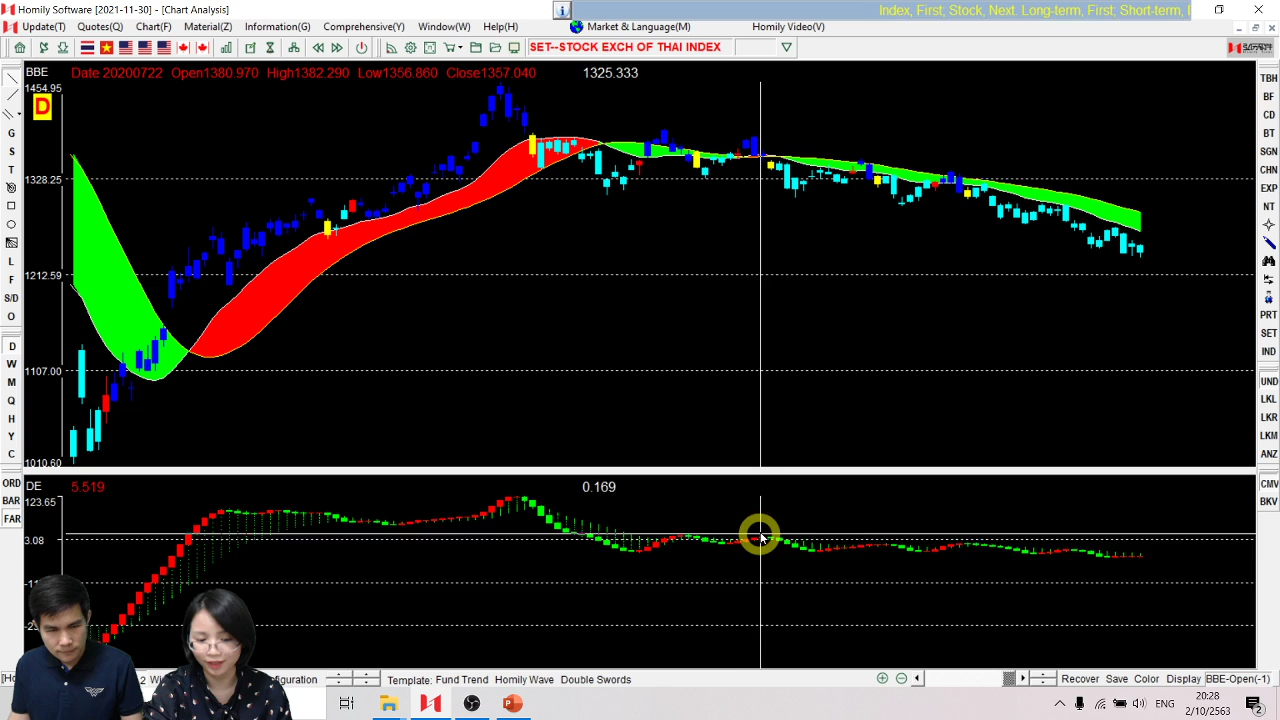 Homily Software [2021-11-30] - [Chart Analysis]
Index, First; Stock, Next. Long-term, First; Short-term, I
Update(T) Quotes(Q) Chart(F) Material(Z) Information(G) Comprehensive(Y) Window(W) Help(H) Market & Language(M) Homily Video(V)
SET--STOCK EXCH OF THAI INDEX
BBE Date 20200722 Open1380.970 High1382.290 Low1356.860 Close1357.040 1325.333
1454.95
D
1328.25
1212.59
1107.00
1010.60
DE 5.519 0.169
123.65
3.08
G
S
T
L
F
S/D
O
D
W
M
Q
H
Y
C
ORD
BAR
FAR
TBH
BF
CD
BT
SGN
CHN
EXP
NT
PRT
SET
IND
UND
LKL
LKR
LKM
ANZ
CMV
BKV
Template: Fund Trend Homily Wave Double Swords
Recover Save Color Display BBE-Open(-1)
ENG
20:28
2/10/2563
2